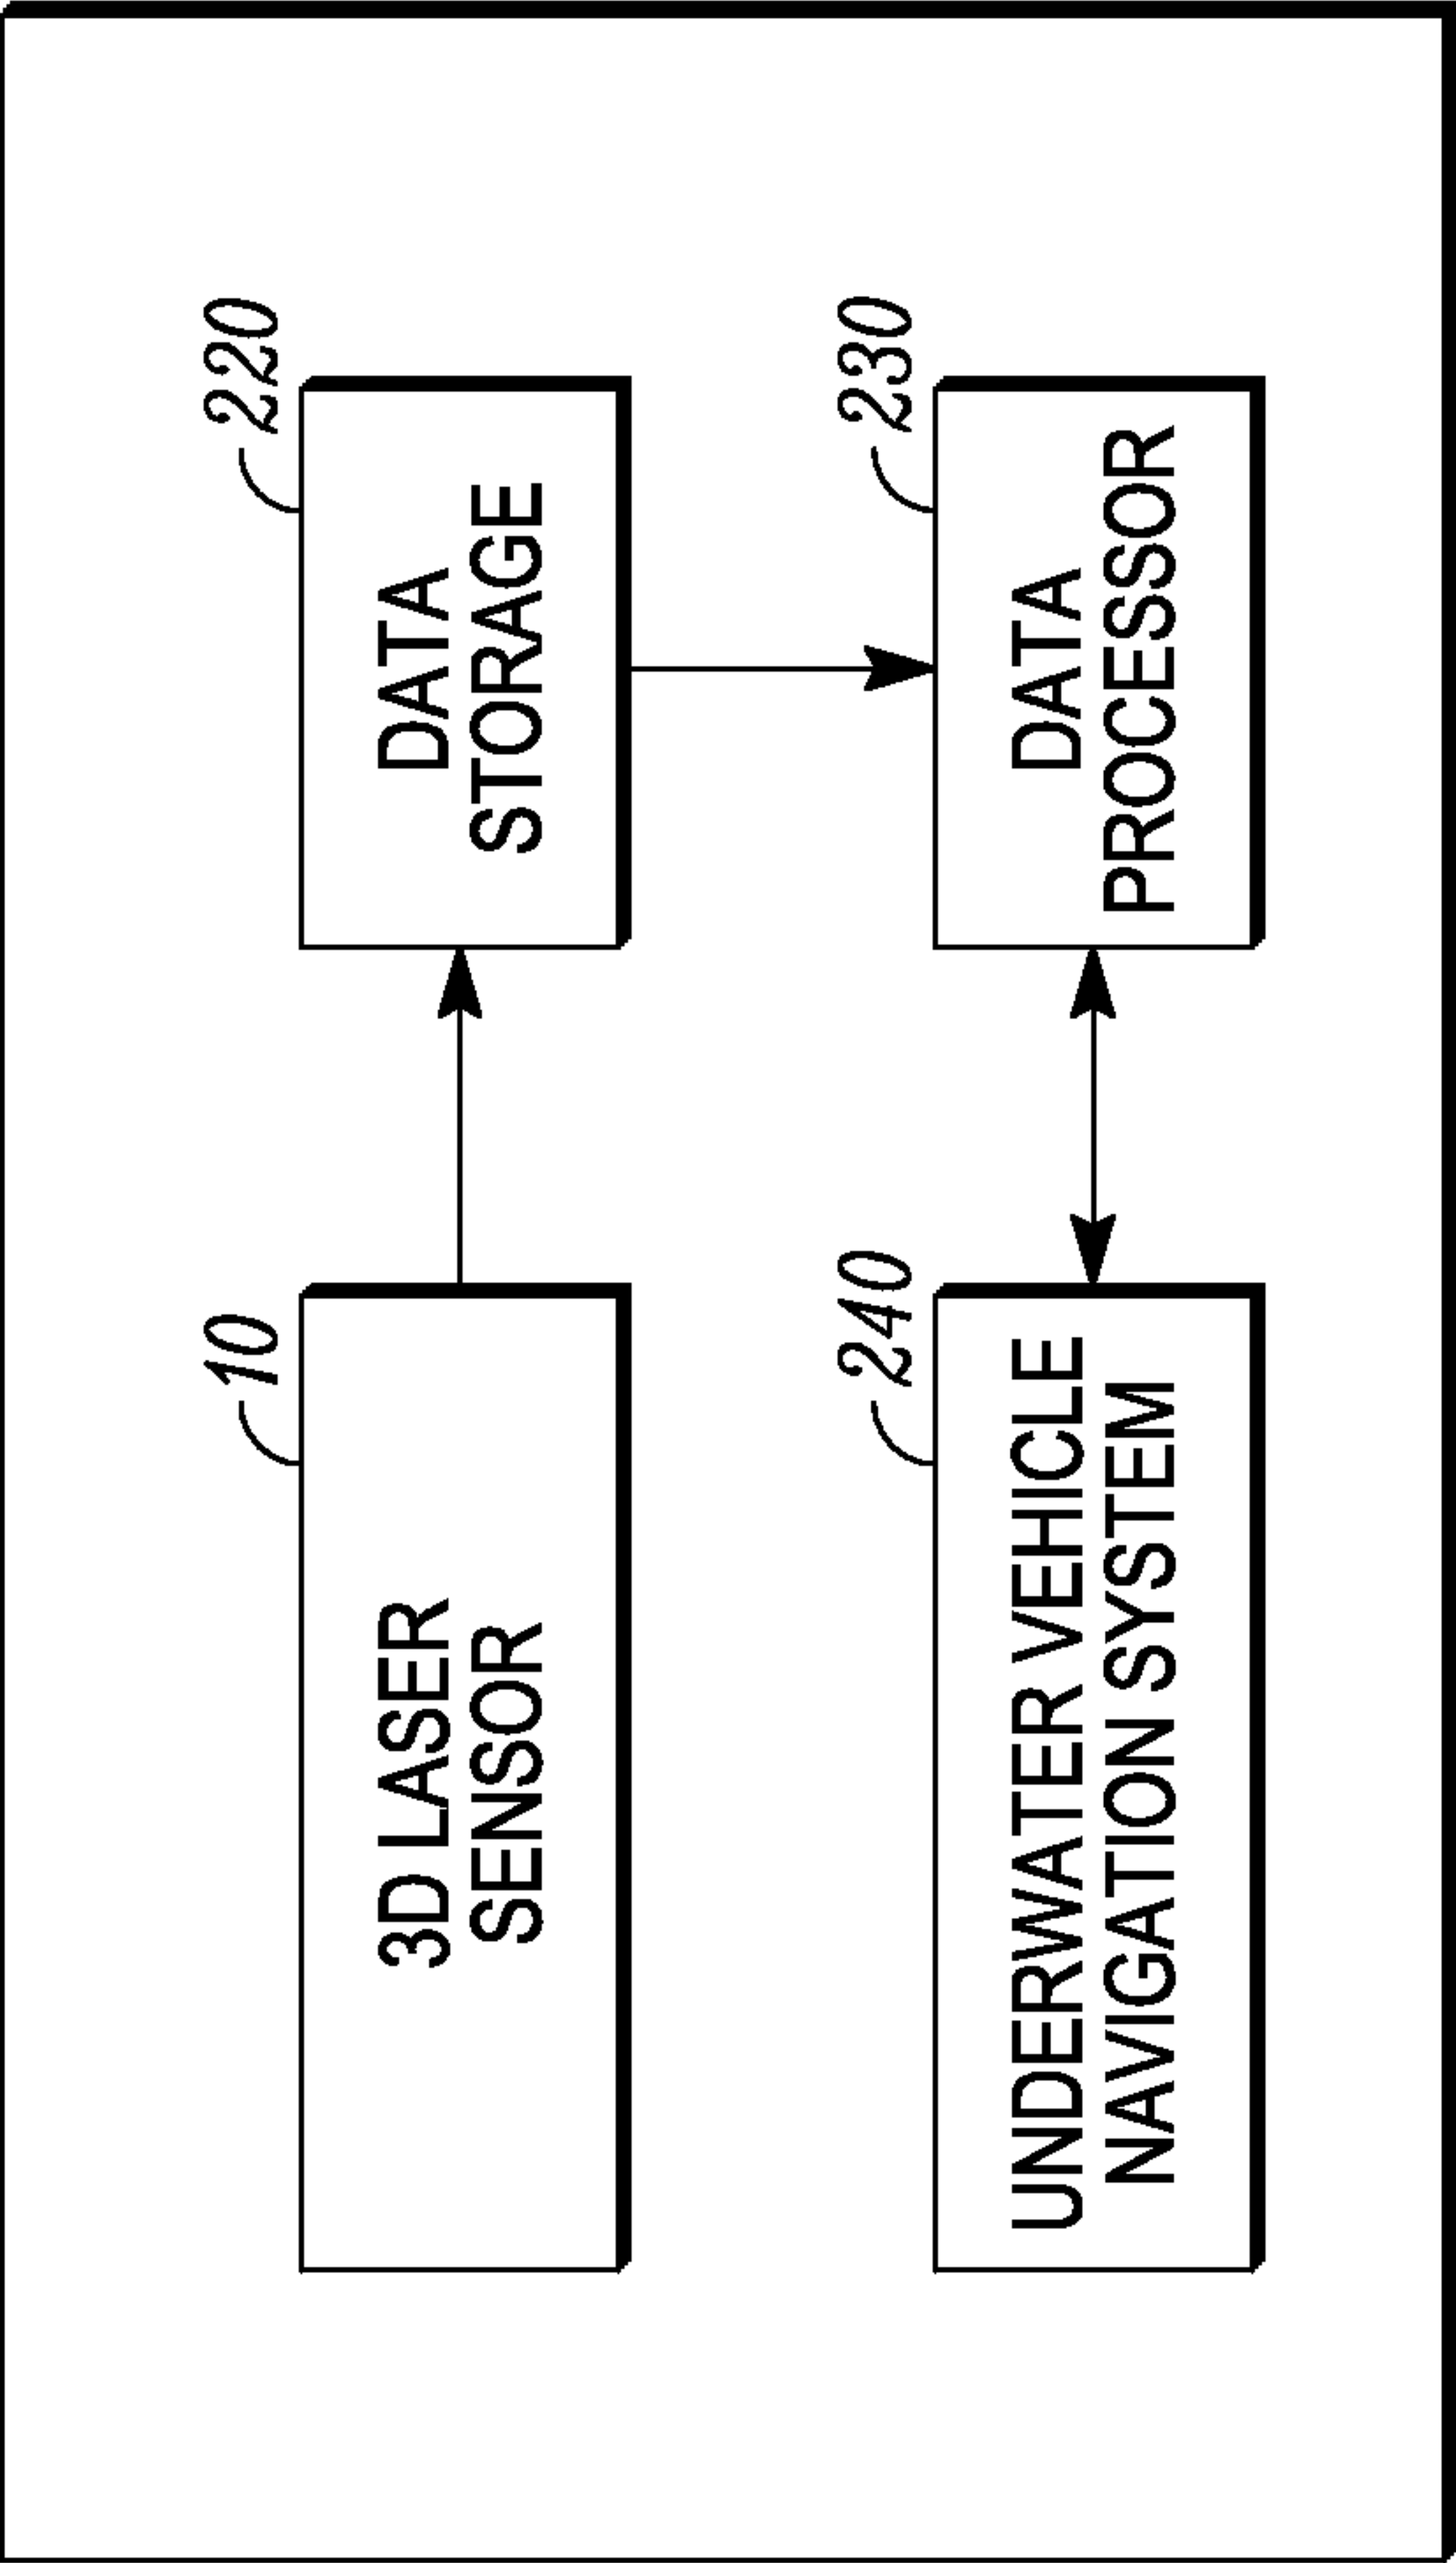 10
3D LASER
SENSOR
220
DATA
STORAGE
240
UNDERWATER VEHICLE
NAVIGATION SYSTEM
230
DATA
PROCESSOR